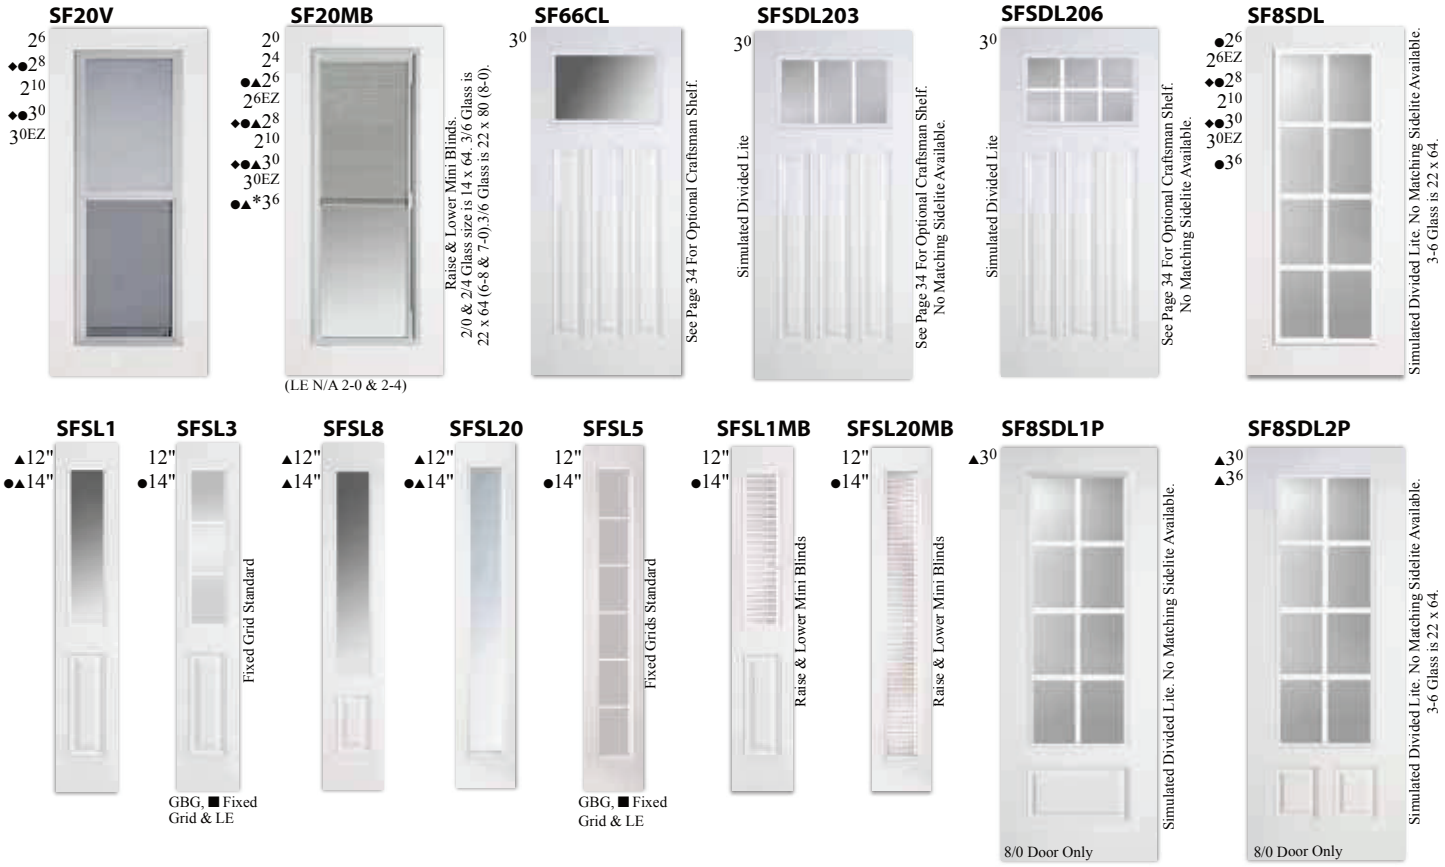 SF20V
2⁶
◆●2⁸
2¹⁰
◆●3⁰
3⁰EZ
SF20MB
2⁰
2⁴
●▲2⁶
2⁶EZ
◆●▲2⁸
2¹⁰
◆●▲3⁰
3⁰EZ
●▲*3⁶
Raise & Lower Mini Blinds.
2/0 & 2/4 Glass size is 14 x 64. 3/6 Glass is
22 x 64 (6-8 & 7-0).3/6 Glass is 22 x 80 (8-0).
(LE N/A 2-0 & 2-4)
SF66CL
3⁰
See Page 34 For Optional Craftsman Shelf.
SFSDL203
3⁰
Simulated Divided Lite
See Page 34 For Optional Craftsman Shelf.
No Matching Sidelite Available.
SFSDL206
3⁰
Simulated Divided Lite
See Page 34 For Optional Craftsman Shelf.
No Matching Sidelite Available.
SF8SDL
●2⁶
2⁶EZ
◆●2⁸
2¹⁰
◆●3⁰
3⁰EZ
●3⁶
Simulated Divided Lite. No Matching Sidelite Available.
3-6 Glass is 22 x 64.
SFSL1
▲12"
●▲14"
SFSL3
12"
●14"
Fixed Grid Standard
GBG, ■ Fixed
Grid & LE
SFSL8
▲12"
▲14"
SFSL20
▲12"
●▲14"
SFSL5
12"
●14"
Fixed Grids Standard
GBG, ■ Fixed
Grid & LE
SFSL1MB
12"
●14"
Raise & Lower Mini Blinds
SFSL20MB
12"
●14"
Raise & Lower Mini Blinds
SF8SDL1P
▲3⁰
Simulated Divided Lite. No Matching Sidelite Available.
8/0 Door Only
SF8SDL2P
▲3⁰
▲3⁶
Simulated Divided Lite. No Matching Sidelite Available.
3-6 Glass is 22 x 64.
8/0 Door Only